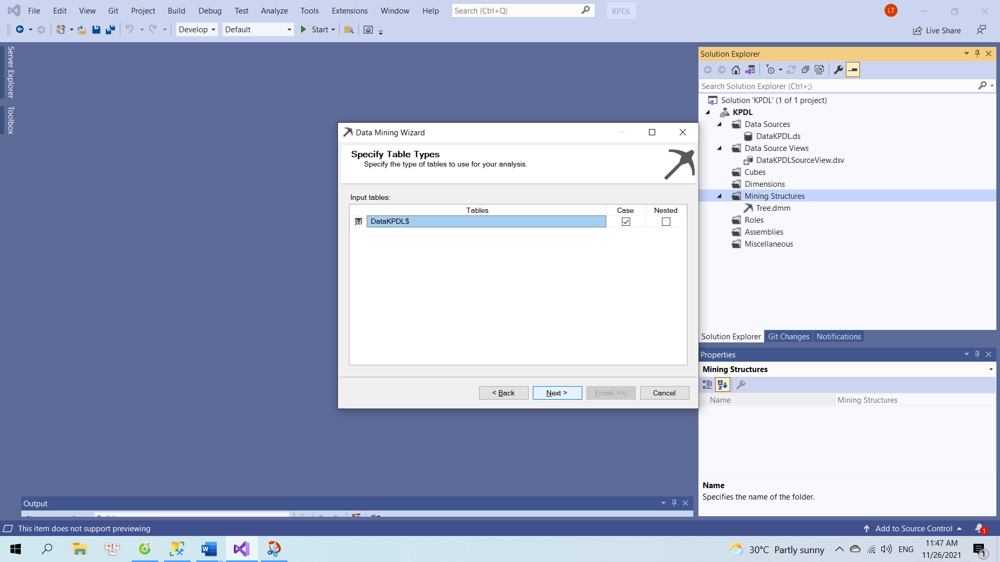 File Edit View Git Project Build Debug Test Analyze Tools Extensions Window Help Search (Ctrl+Q) KPDL LT
Develop Default Start Live Share
Server Explorer
Toolbox
Solution Explorer
Search Solution Explorer (Ctrl+;)
Solution 'KPDL' (1 of 1 project)
KPDL
Data Sources
DataKPDL.ds
Data Source Views
DataKPDLSourceView.dsv
Cubes
Dimensions
Mining Structures
Tree.dmm
Roles
Assemblies
Miscellaneous
Solution Explorer Git Changes Notifications
Data Mining Wizard
Specify Table Types
Specify the type of tables to use for your analysis.
Input tables:
Tables Case Nested
DataKPDL$
< Back Next > Finish >>| Cancel
Properties
Mining Structures
Name Mining Structures
Name
Specifies the name of the folder.
Output
This item does not support previewing Add to Source Control 1
30°C Partly sunny ENG 11:47 AM
11/26/2021 1